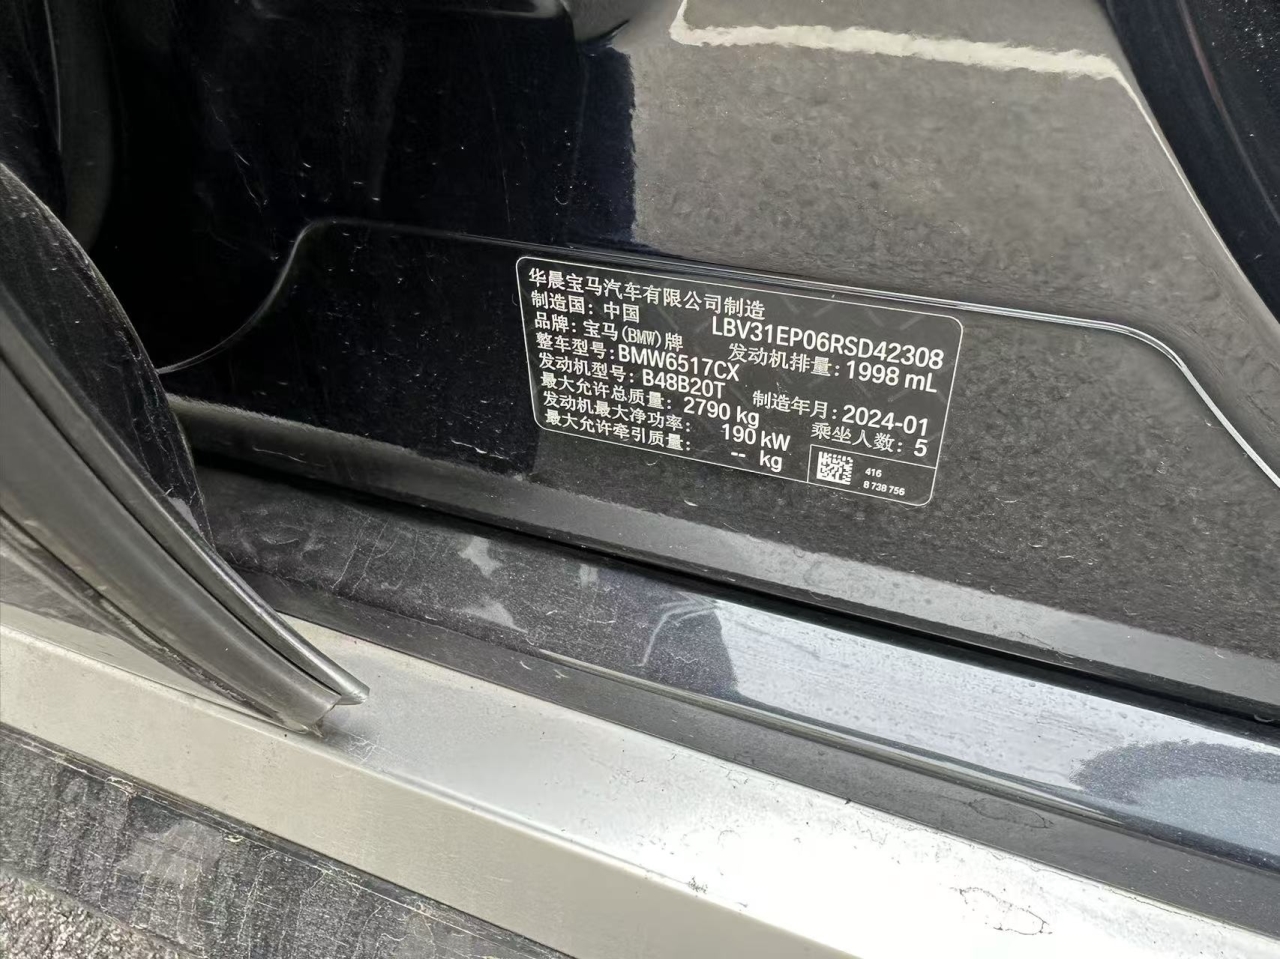 华晨宝马汽车有限公司制造
制造国: 中国 LBV31EP06RSD42308
品牌: 宝马(BMW)牌 发动机排量: 1998 mL
整车型号: BMW6517CX
发动机型号: B48B20T 制造年月: 2024-01
最大允许总质量: 2790 kg 乘坐人数: 5
发动机最大净功率: 190 kW
最大允许牵引质量: -- kg
416
8 738 756